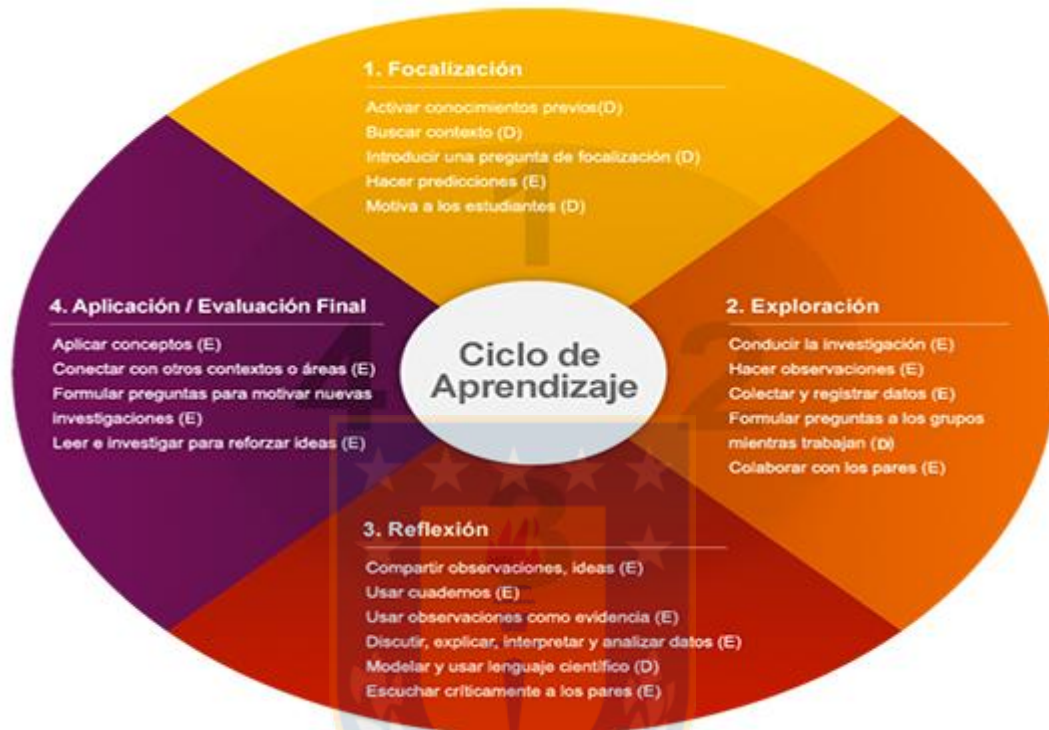 1. Focalización
Activar conocimientos previos(D)
Buscar contexto (D)
Introducir una pregunta de focalización (D)
Hacer predicciones (E)
Motiva a los estudiantes (D)
1
2. Exploración
Conducir la investigación (E)
Hacer observaciones (E)
Colectar y registrar datos (E)
Formular preguntas a los grupos
mientras trabajan (D)
Colaborar con los pares (E)
2
3. Reflexión
Compartir observaciones, ideas (E)
Usar cuadernos (E)
Usar observaciones como evidencia (E)
Discutir, explicar, interpretar y analizar datos (E)
Modelar y usar lenguaje científico (D)
Escuchar críticamente a los pares (E)
3
4. Aplicación / Evaluación Final
Aplicar conceptos (E)
Conectar con otros contextos o áreas (E)
Formular preguntas para motivar nuevas
investigaciones (E)
Leer e investigar para reforzar ideas (E)
4
Ciclo de
Aprendizaje